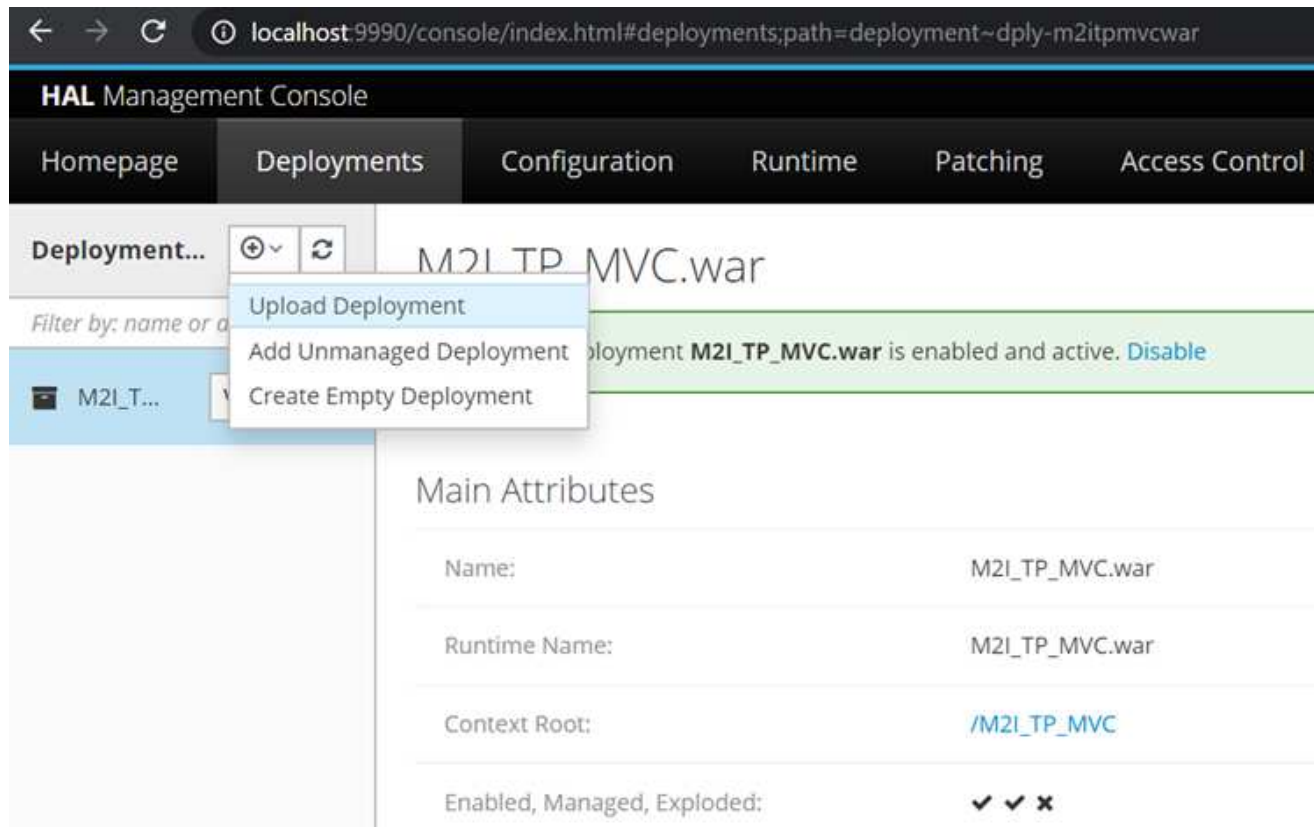 localhost:9990/console/index.html#deployments;path=deployment~dply-m2itpmvcwar
HAL Management Console
Homepage Deployments Configuration Runtime Patching Access Control
Deployment...
M2I_TP_MVC.war
Upload Deployment
Add Unmanaged Deployment
Create Empty Deployment
Filter by: name or
M2I_T...
M2I_TP_MVC.war is enabled and active. Disable
Main Attributes
Name: M2I_TP_MVC.war
Runtime Name: M2I_TP_MVC.war
Context Root: /M2I_TP_MVC
Enabled, Managed, Exploded: